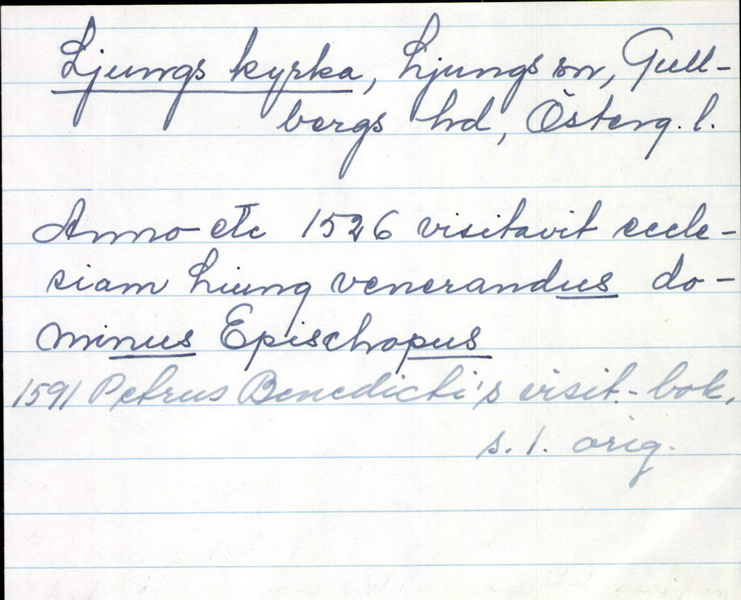 Ljungs kyrka, Ljungs sn, Gull-
bergs hd, Österg. l.
Anno etc 1526 visitavit eccle-
siam Liung venerandus do-
minus Epischopus
1591 Petrus Benedicti's visit.-bok,
s. 1. orig.